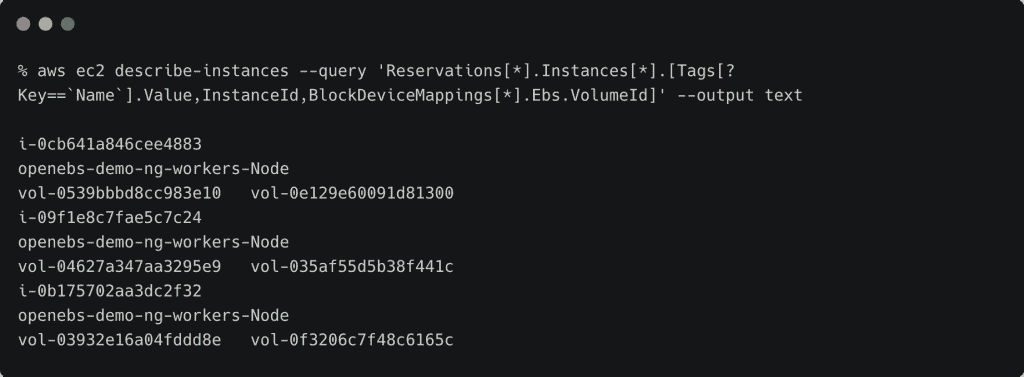 % aws ec2 describe-instances --query 'Reservations[*].Instances[*].[Tags[?
Key==`Name`].Value,InstanceId,BlockDeviceMappings[*].Ebs.VolumeId]' --output text
i-0cb641a846cee4883
openebs-demo-ng-workers-Node
vol-0539bbbd8cc983e10   vol-0e129e60091d81300
i-09f1e8c7fae5c7c24
openebs-demo-ng-workers-Node
vol-04627a347aa3295e9   vol-035af55d5b38f441c
i-0b175702aa3dc2f32
openebs-demo-ng-workers-Node
vol-03932e16a04fddd8e   vol-0f3206c7f48c6165c